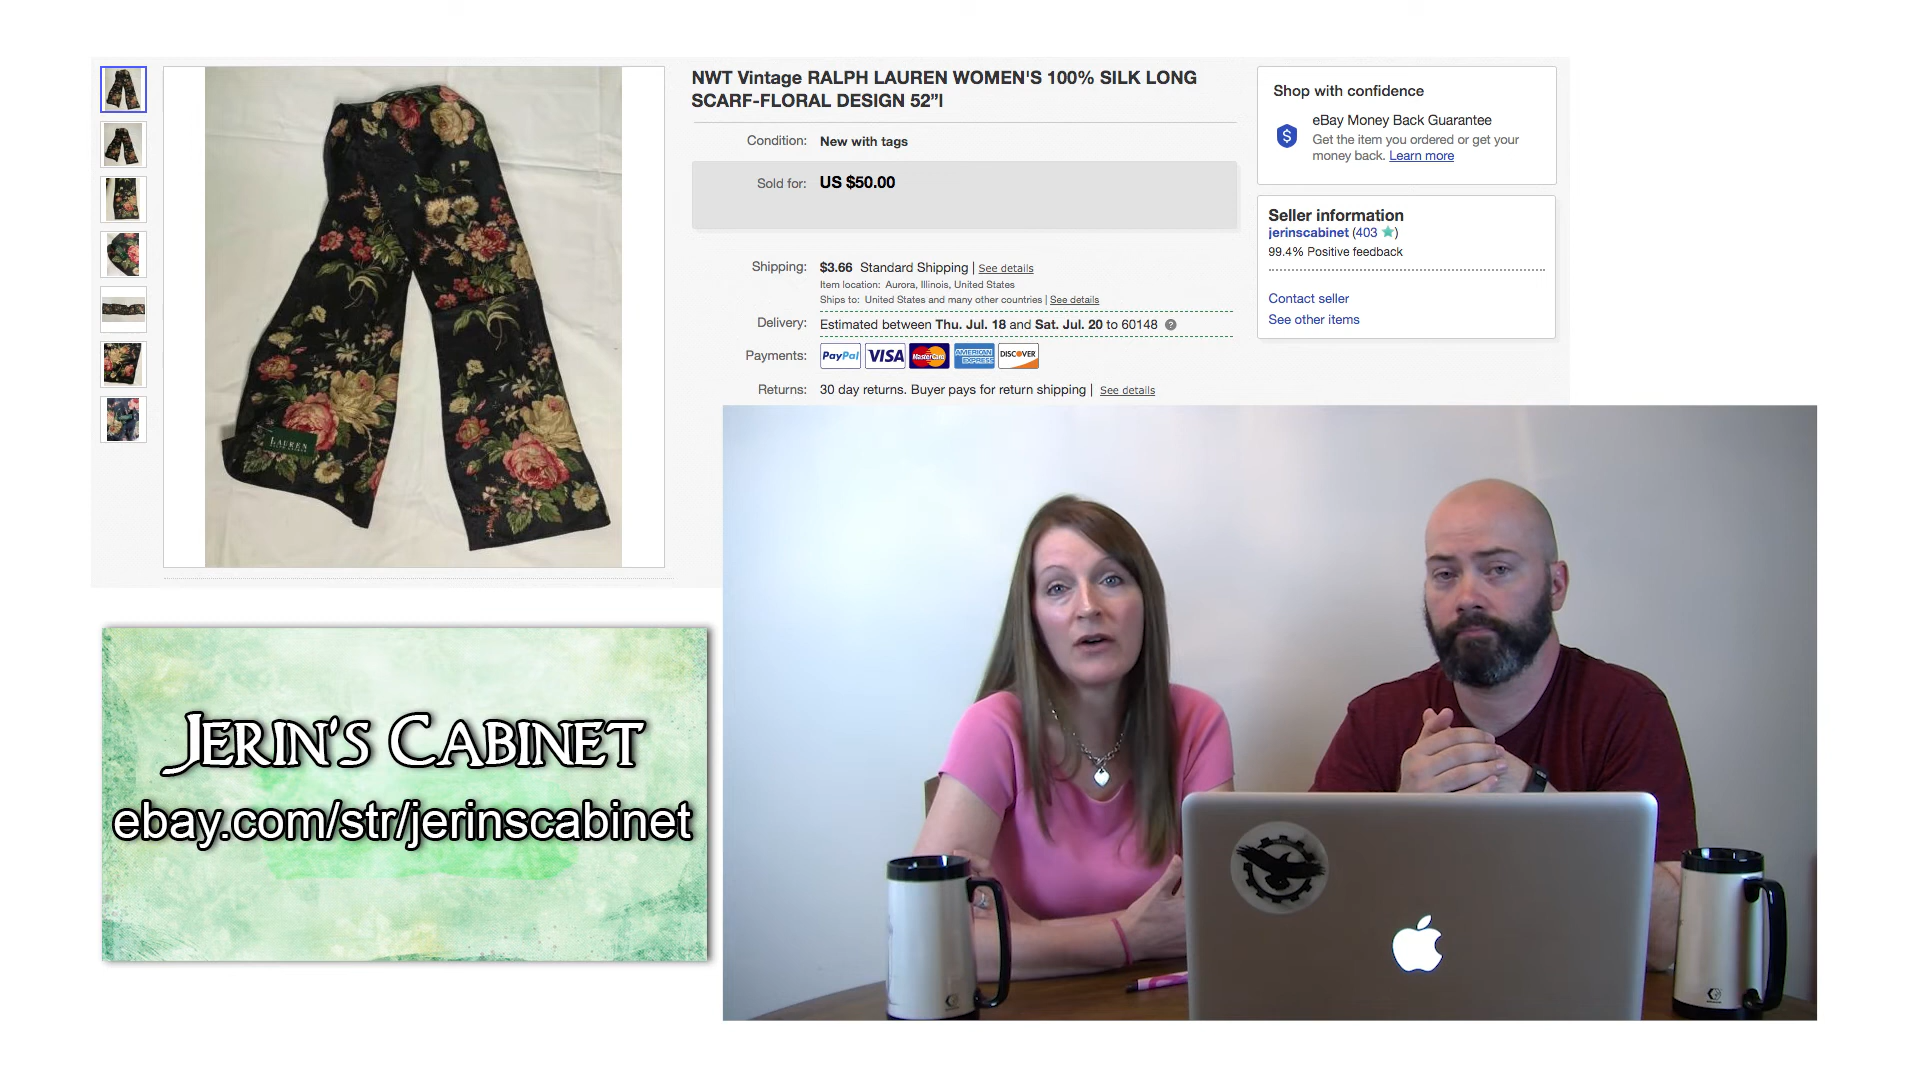 NWT Vintage RALPH LAUREN WOMEN'S 100% SILK LONG
SCARF-FLORAL DESIGN 52”l
Condition: New with tags
Sold for: US $50.00
Shipping: $3.66 Standard Shipping | See details
Item location: Aurora, Illinois, United States
Ships to: United States and many other countries | See details
Delivery: Estimated between Thu. Jul. 18 and Sat. Jul. 20 to 60148 ?
Payments: PayPal VISA MasterCard AMERICAN EXPRESS DISCOVER
Returns: 30 day returns. Buyer pays for return shipping | See details
Shop with confidence
$
eBay Money Back Guarantee
Get the item you ordered or get your
money back. Learn more
Seller information
jerinscabinet (403)
99.4% Positive feedback
Contact seller
See other items
LAUREN
JERIN'S CABINET
ebay.com/str/jerinscabinet